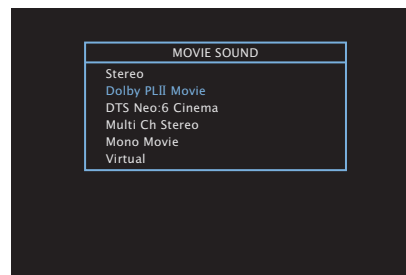 MOVIE SOUND
Stereo
Dolby PLII Movie
DTS Neo:6 Cinema
Multi Ch Stereo
Mono Movie
Virtual